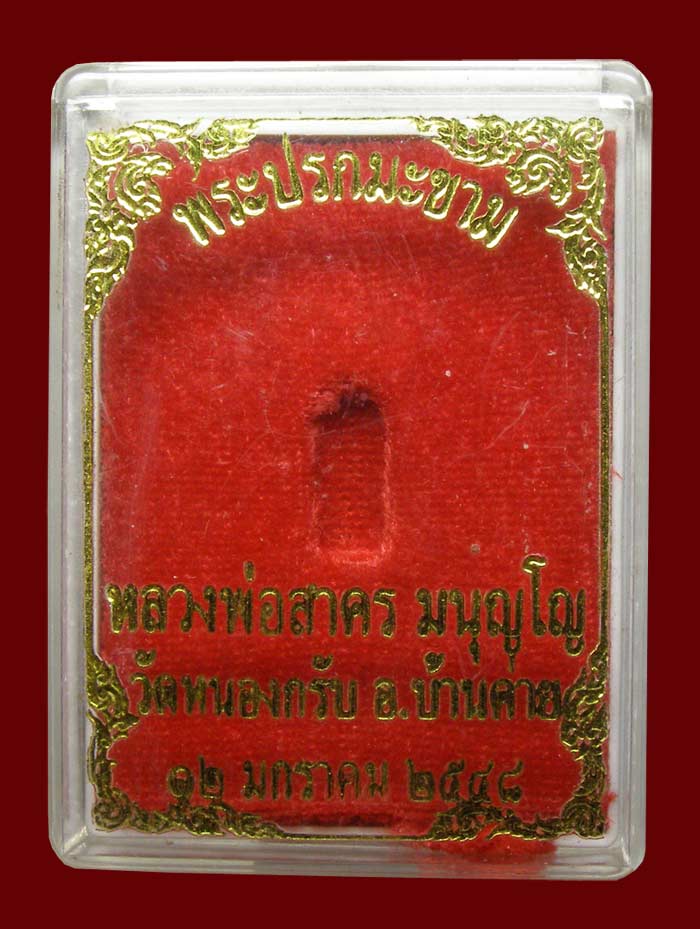 พระปรกมะขาม
หลวงพ่อสาคร มนุญฺโญ
วัดหนองกรับ อ.บ้านค่าย
๑๒ มกราคม ๒๕๔๘